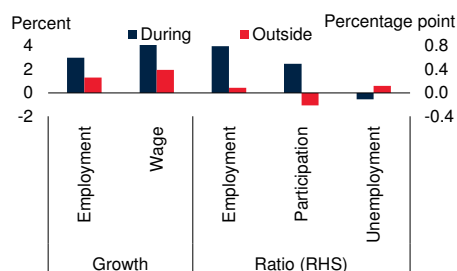 Percent
Percentage point
During
Outside
4
2
0
-2
0.8
0.4
0.0
-0.4
Employment
Wage
Employment
Participation
Unemployment
Growth
Ratio (RHS)